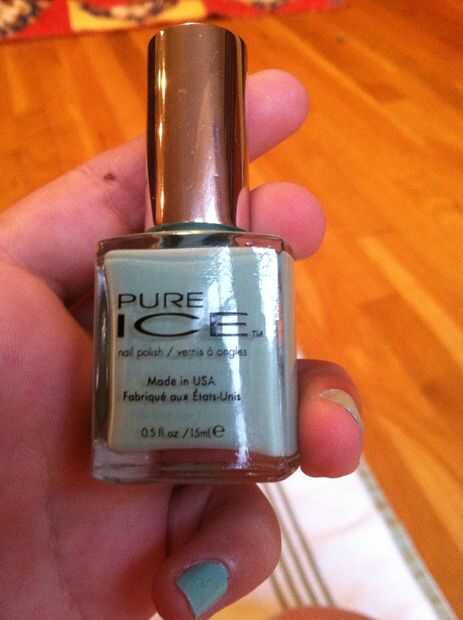 PURE
ICE™
nail polish / vernis à ongles
Made in USA
Fabriqué aux États-Unis
0.5 fl.oz / 15ml ℮